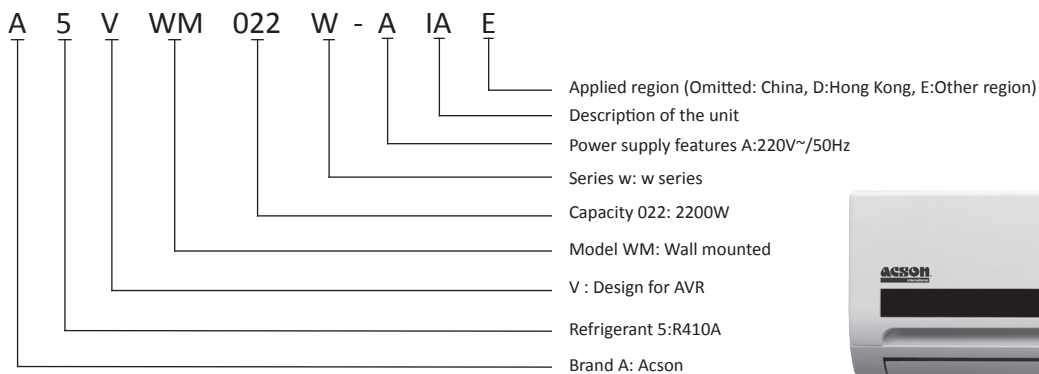 A 5 V WM 022 W - A IA E
Applied region (Omitted: China, D:Hong Kong, E:Other region)
Description of the unit
Power supply features A:220V~/50Hz
Series w: w series
Capacity 022: 2200W
Model WM: Wall mounted
V : Design for AVR
Refrigerant 5:R410A
Brand A: Acson
acson
international